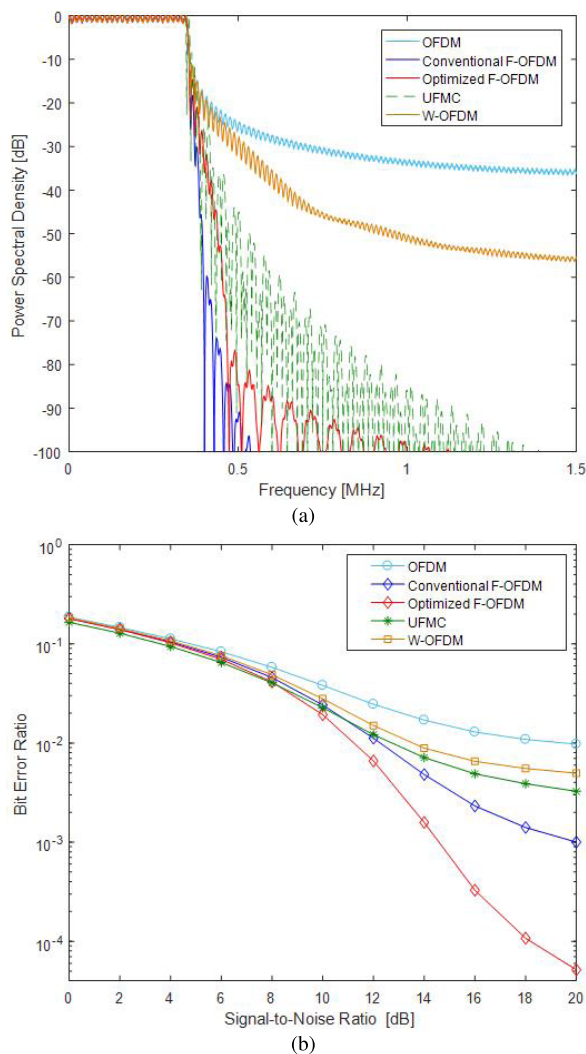 0
-10
-20
-30
-40
-50
-60
-70
-80
-90
-100
Power Spectral Density [dB]
OFDM
Conventional F-OFDM
Optimized F-OFDM
UFMC
W-OFDM
0 0.5 1 1.5
Frequency [MHz]
(a)
10^0
10^-1
10^-2
10^-3
10^-4
Bit Error Ratio
OFDM
Conventional F-OFDM
Optimized F-OFDM
UFMC
W-OFDM
0 2 4 6 8 10 12 14 16 18 20
Signal-to-Noise Ratio [dB]
(b)